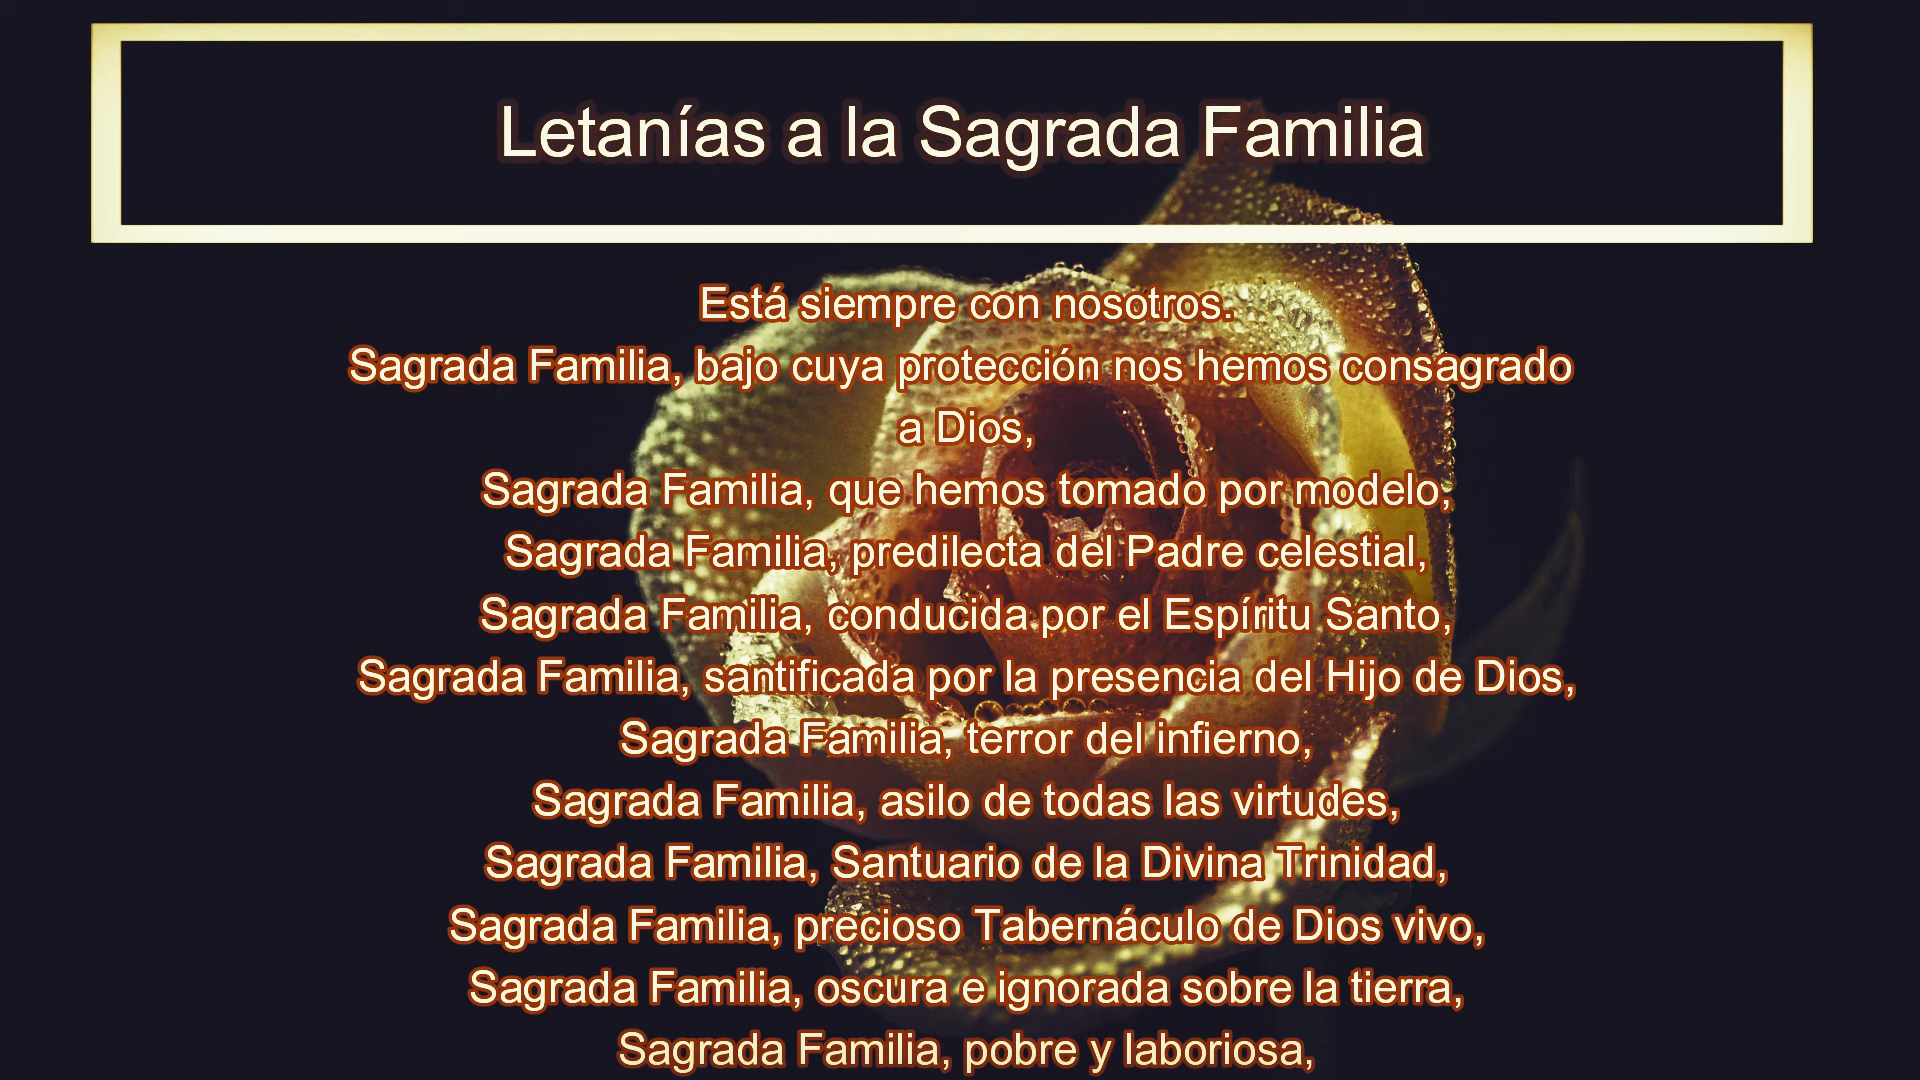 Letanías a la Sagrada Familia
Está siempre con nosotros.
Sagrada Familia, bajo cuya protección nos hemos consagrado
a Dios,
Sagrada Familia, que hemos tomado por modelo,
Sagrada Familia, predilecta del Padre celestial,
Sagrada Familia, conducida por el Espíritu Santo,
Sagrada Familia, santificada por la presencia del Hijo de Dios,
Sagrada Familia, terror del infierno,
Sagrada Familia, asilo de todas las virtudes,
Sagrada Familia, Santuario de la Divina Trinidad,
Sagrada Familia, precioso Tabernáculo de Dios vivo,
Sagrada Familia, oscura e ignorada sobre la tierra,
Sagrada Familia, pobre y laboriosa,